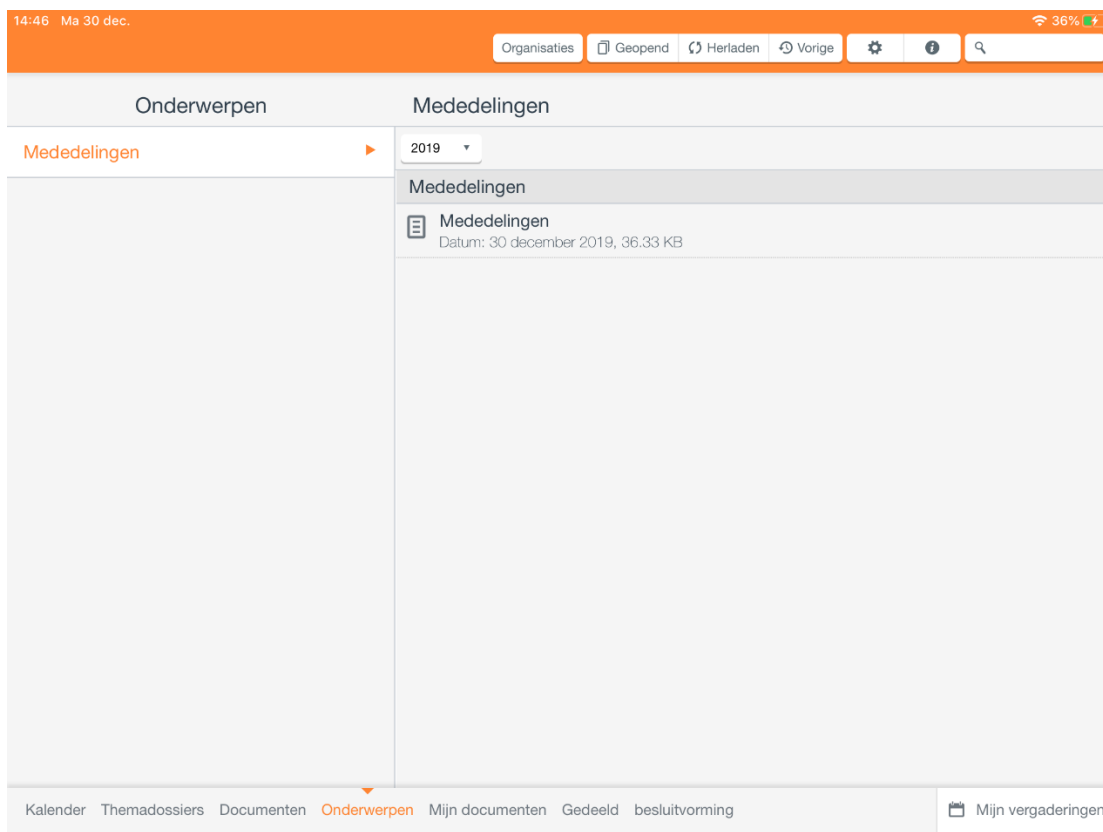 14:46 Ma 30 dec. 36%
Organisaties Geopend Herladen Vorige
Onderwerpen Mededelingen
Mededelingen
2019
Mededelingen
Mededelingen
Datum: 30 december 2019, 36.33 KB
Kalender Themadossiers Documenten Onderwerpen Mijn documenten Gedeeld besluitvorming Mijn vergaderingen